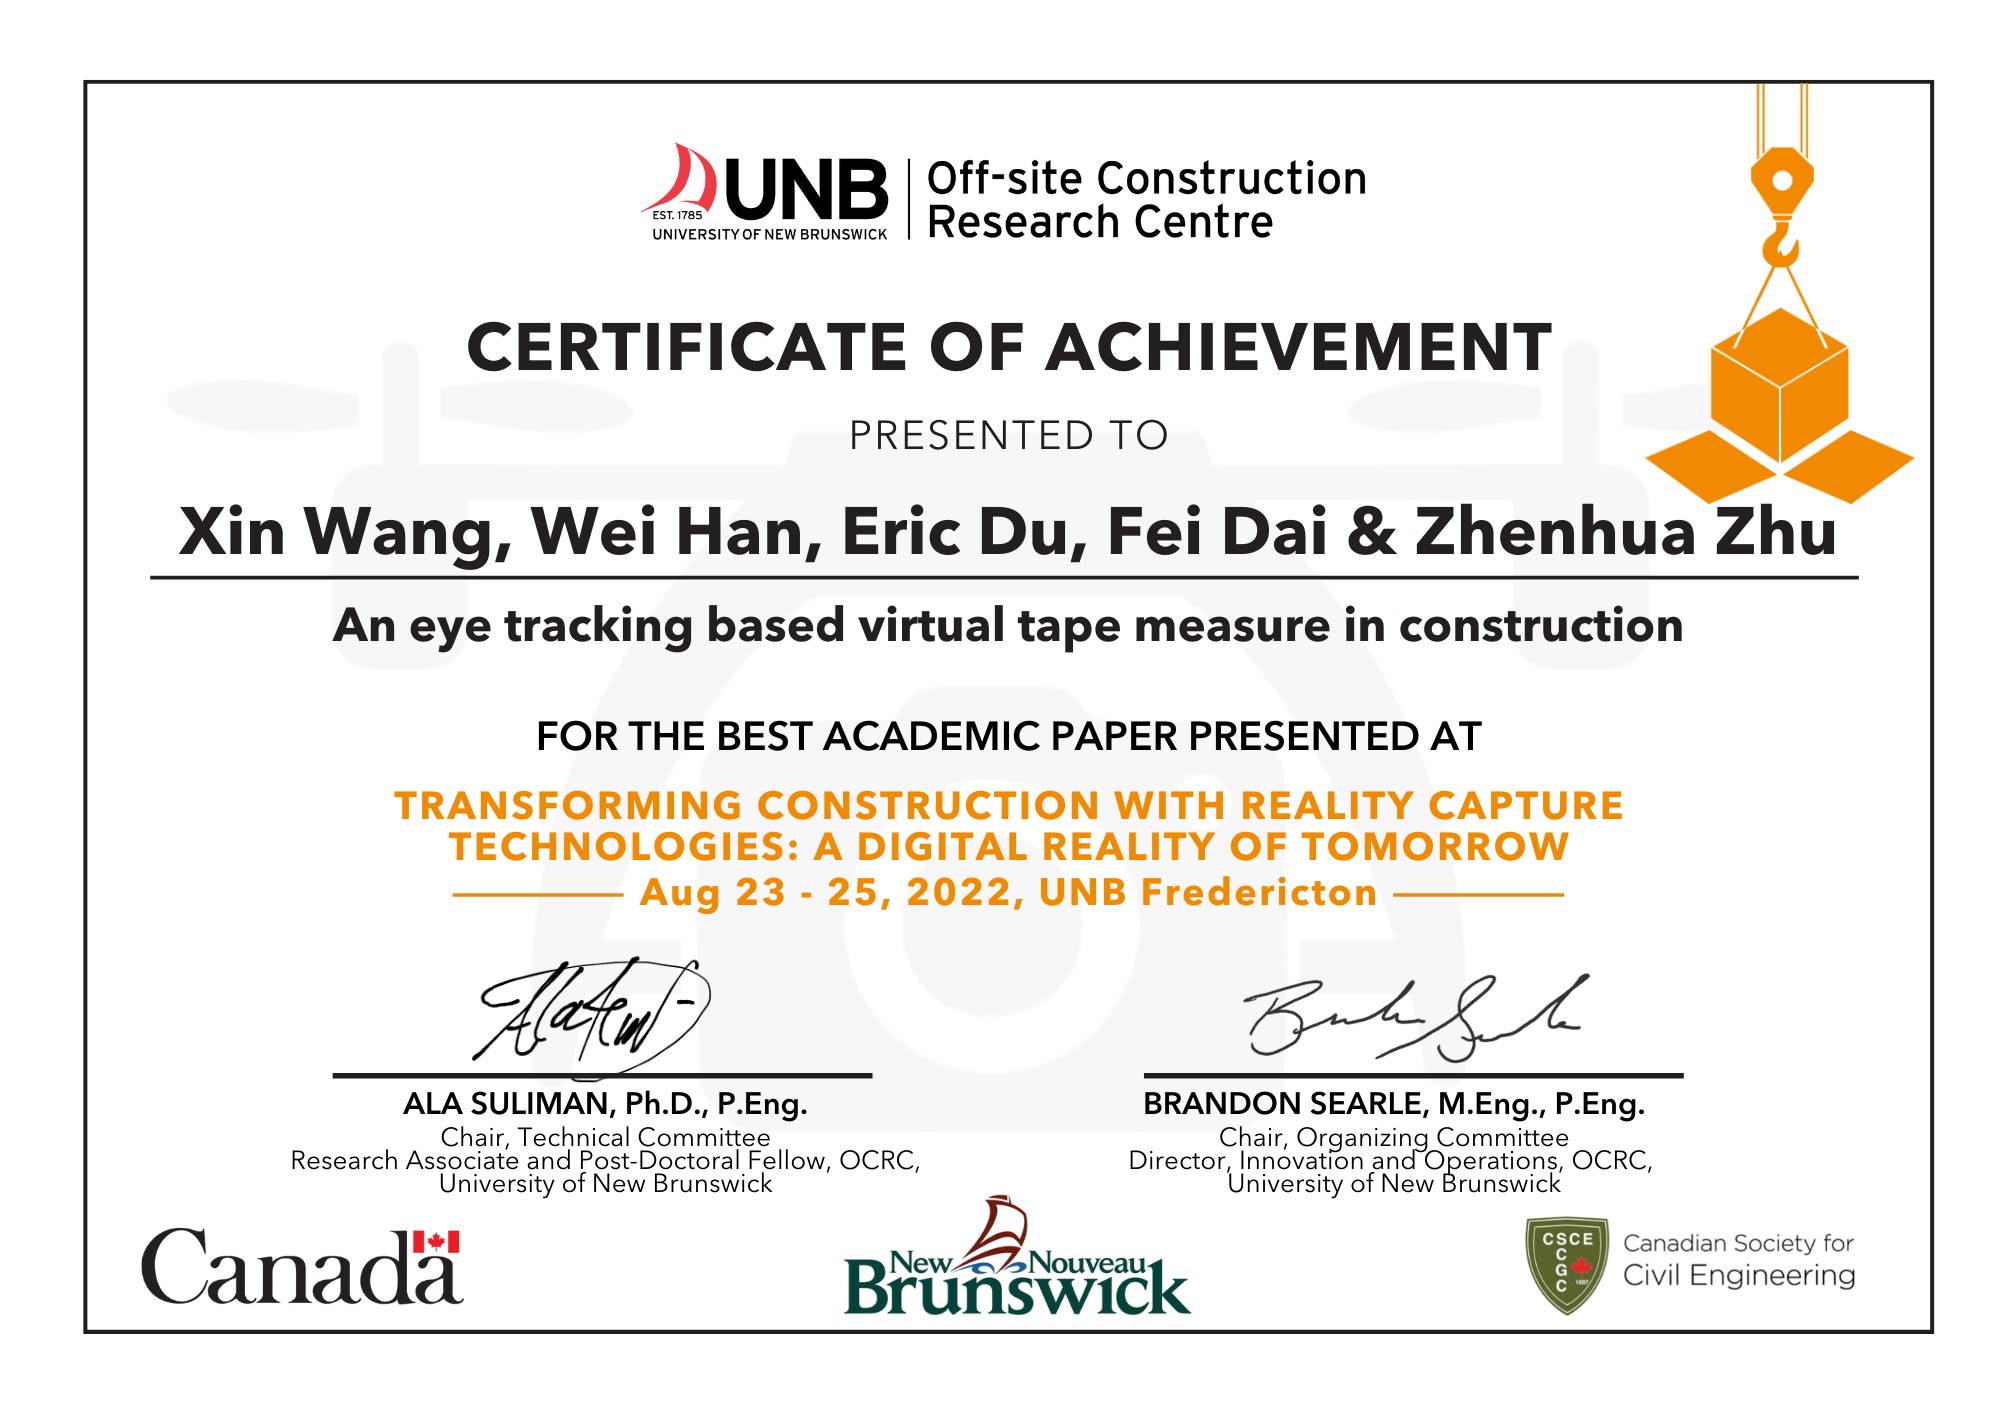 EST. 1785
UNB
UNIVERSITY OF NEW BRUNSWICK
Off-site Construction
Research Centre
CERTIFICATE OF ACHIEVEMENT
PRESENTED TO
Xin Wang, Wei Han, Eric Du, Fei Dai & Zhenhua Zhu
An eye tracking based virtual tape measure in construction
FOR THE BEST ACADEMIC PAPER PRESENTED AT
TRANSFORMING CONSTRUCTION WITH REALITY CAPTURE
TECHNOLOGIES: A DIGITAL REALITY OF TOMORROW
Aug 23 - 25, 2022, UNB Fredericton
ALA SULIMAN, Ph.D., P.Eng.
Chair, Technical Committee
Research Associate and Post-Doctoral Fellow, OCRC,
University of New Brunswick
BRANDON SEARLE, M.Eng., P.Eng.
Chair, Organizing Committee
Director, Innovation and Operations, OCRC,
University of New Brunswick
Canada
New Nouveau
Brunswick
CSCE
CGC
1887
Canadian Society for
Civil Engineering